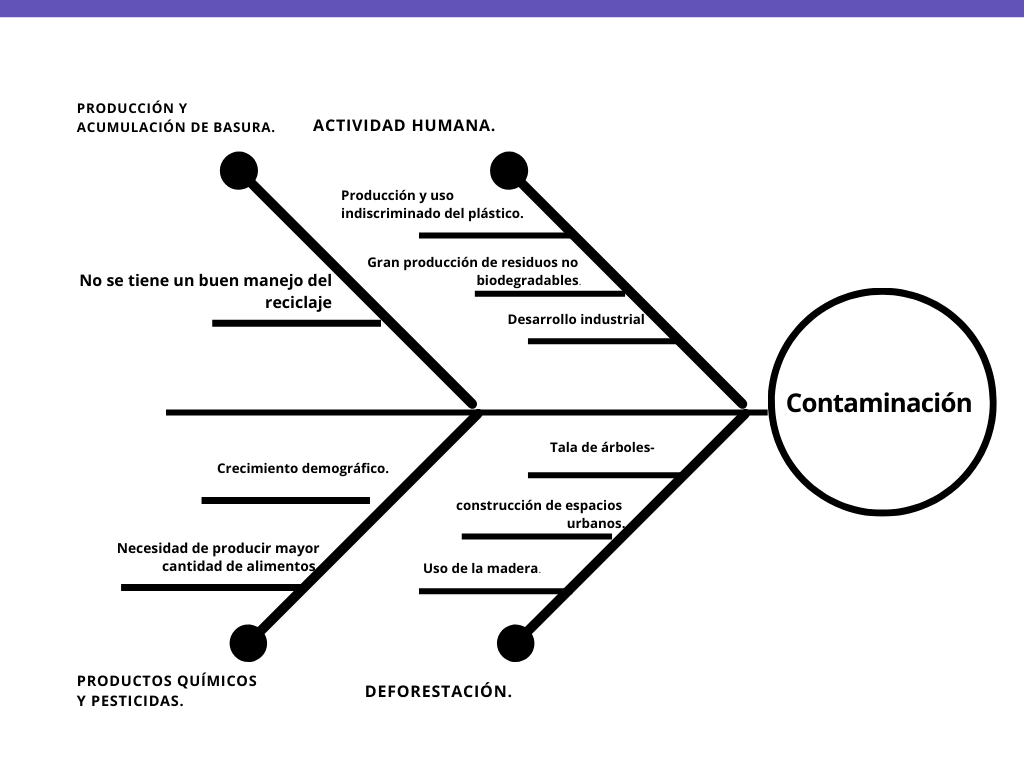 PRODUCCIÓN Y
ACUMULACIÓN DE BASURA.
ACTIVIDAD HUMANA.
Producción y uso
indiscriminado del plástico.
Gran producción de residuos no
biodegradables.
Desarrollo industrial
No se tiene un buen manejo del
reciclaje
Contaminación
Crecimiento demográfico.
Necesidad de producir mayor
cantidad de alimentos.
Tala de árboles-
construcción de espacios
urbanos.
Uso de la madera.
PRODUCTOS QUÍMICOS
Y PESTICIDAS.
DEFORESTACIÓN.